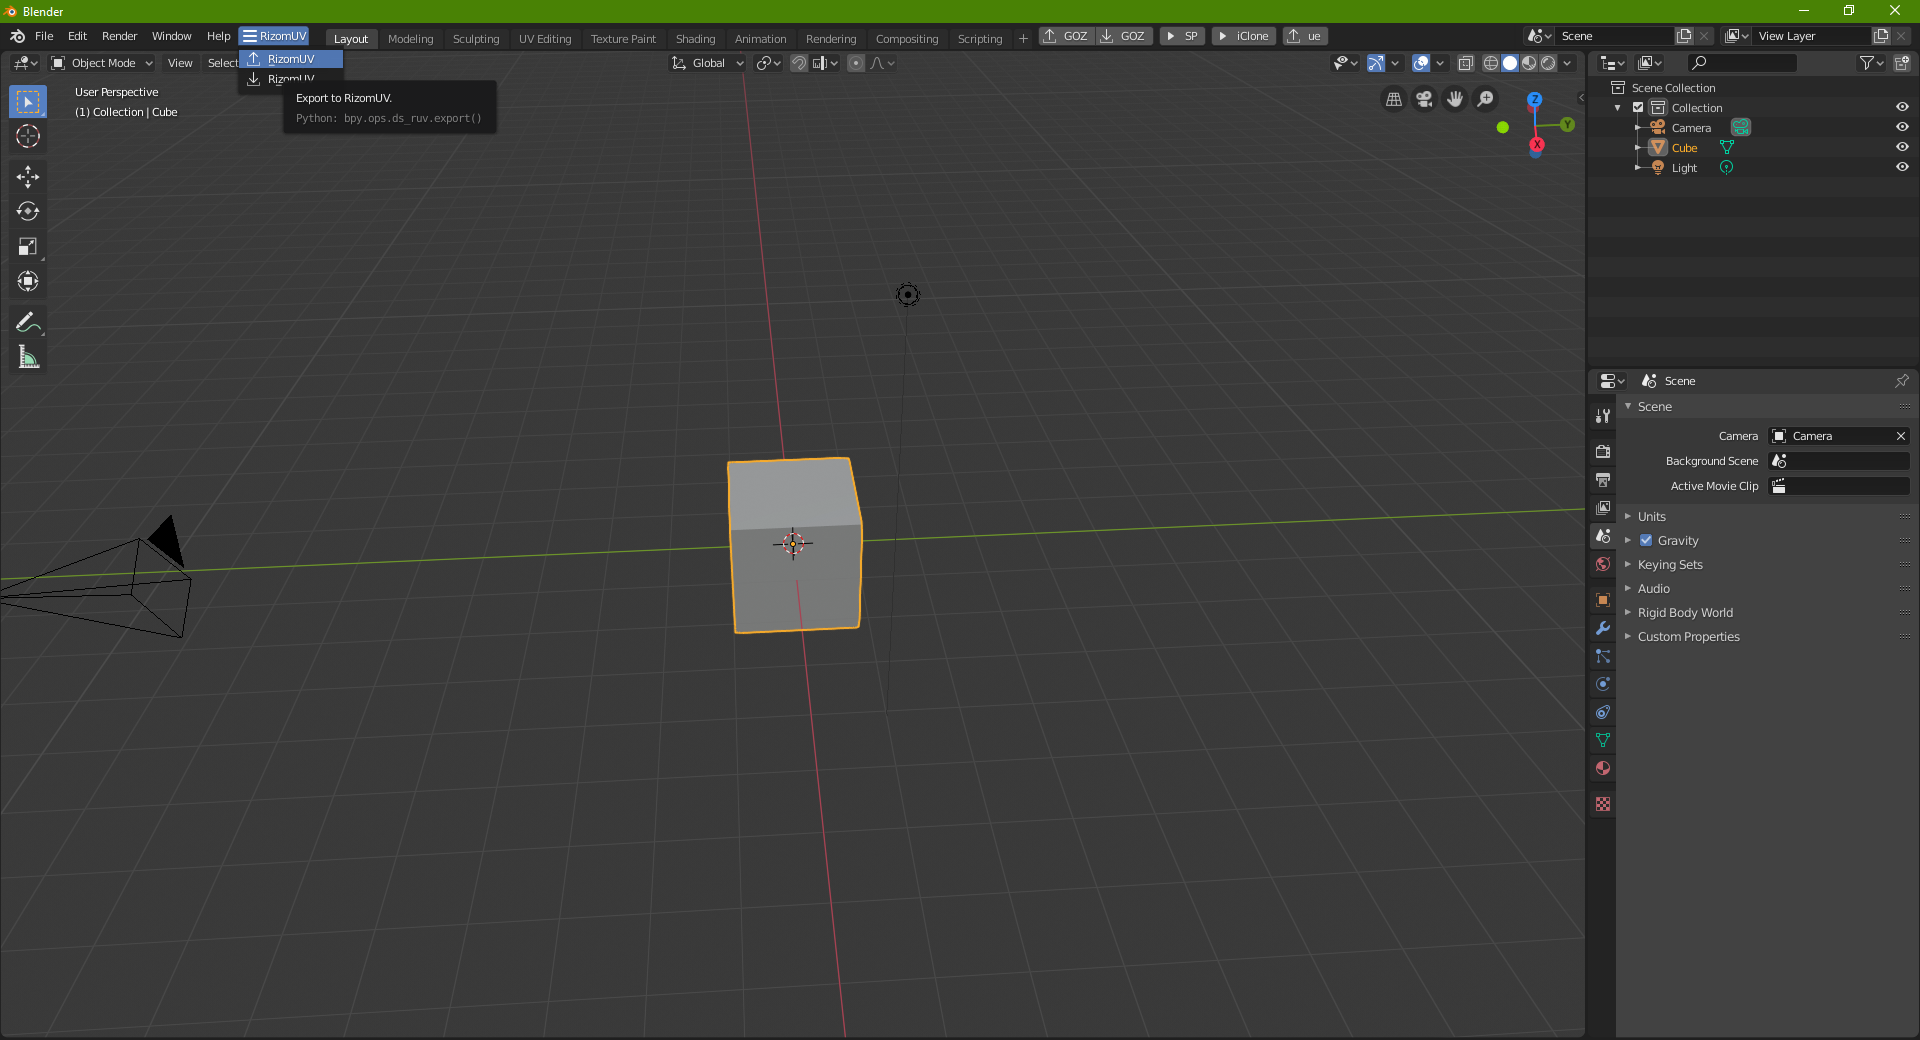 Blender
File Edit Render Window Help RizomUV Layout Modeling Sculpting UV Editing Texture Paint Shading Animation Rendering Compositing Scripting + GOZ GOZ SP iClone ue Scene View Layer
RizomUV
RizomUV
Object Mode View Select Global
Export to RizomUV.
Python: bpy.ops.ds_ruv.export()
User Perspective
(1) Collection | Cube
Z
Y
X
Scene Collection
Collection
Camera
Cube
Light
Scene
Scene
Camera Camera
Background Scene
Active Movie Clip
Units
Gravity
Keying Sets
Audio
Rigid Body World
Custom Properties